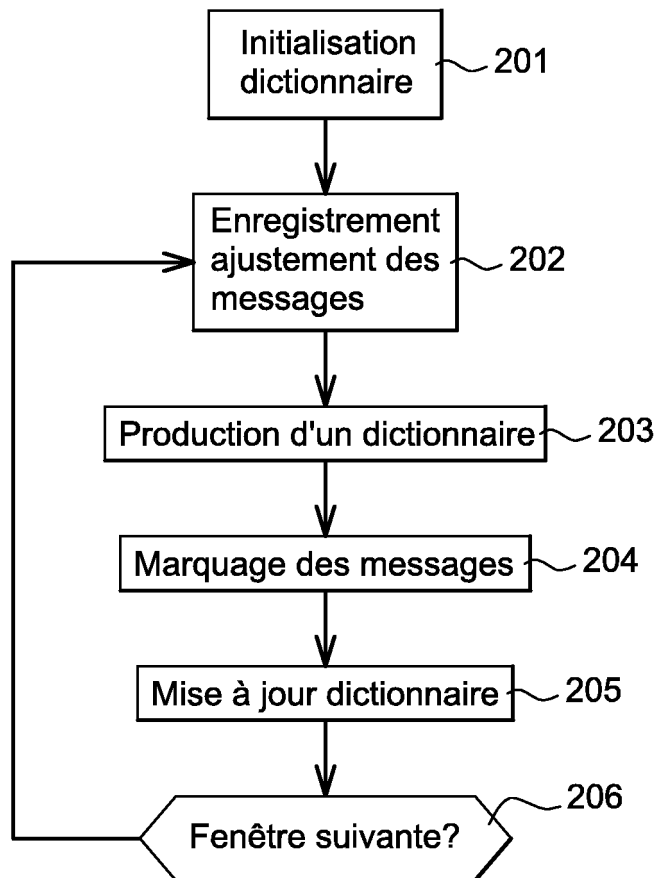 Initialisation
dictionnaire
201
Enregistrement
ajustement des
messages
202
Production d'un dictionnaire
203
Marquage des messages
204
Mise à jour dictionnaire
205
Fenêtre suivante?
206